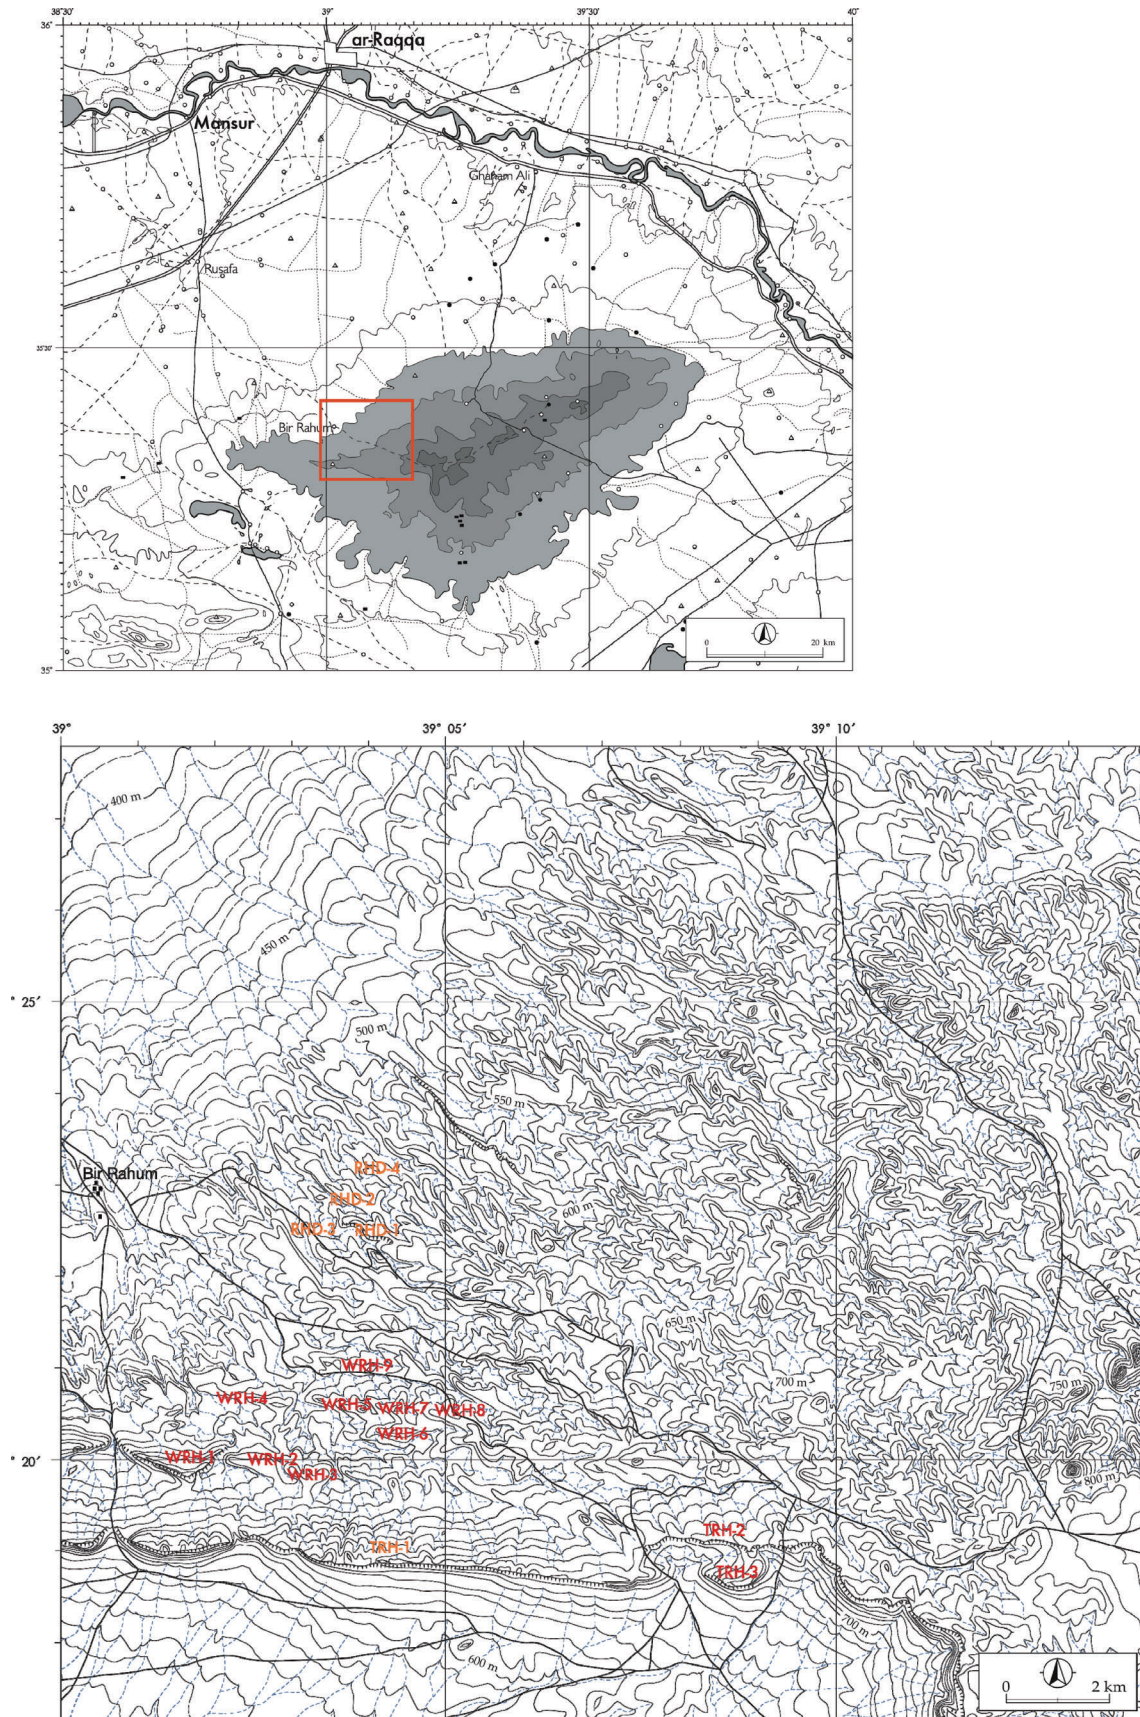 38°30' 39° 39°30' 40°
36°
ar-Raqqa
Mansur
Ghanam Ali
Rusafa
35°30'
Bir Rahum
0 20 km
35°
39° 39° 05' 39° 10'
400 m
450 m
° 25'
500 m
550 m
RHD-4
Bir Rahum
RHD-2
600 m
RHD-3 RHD-1
650 m
WRH-9
700 m
750 m
WRH-4
WRH-5 WRH-7 WRH-8
WRH-6
° 20'
WRH-1 WRH-2
WRH-3
800 m
TRH-2
TRH-1
TRH-3
700 m
600 m
0 2 km